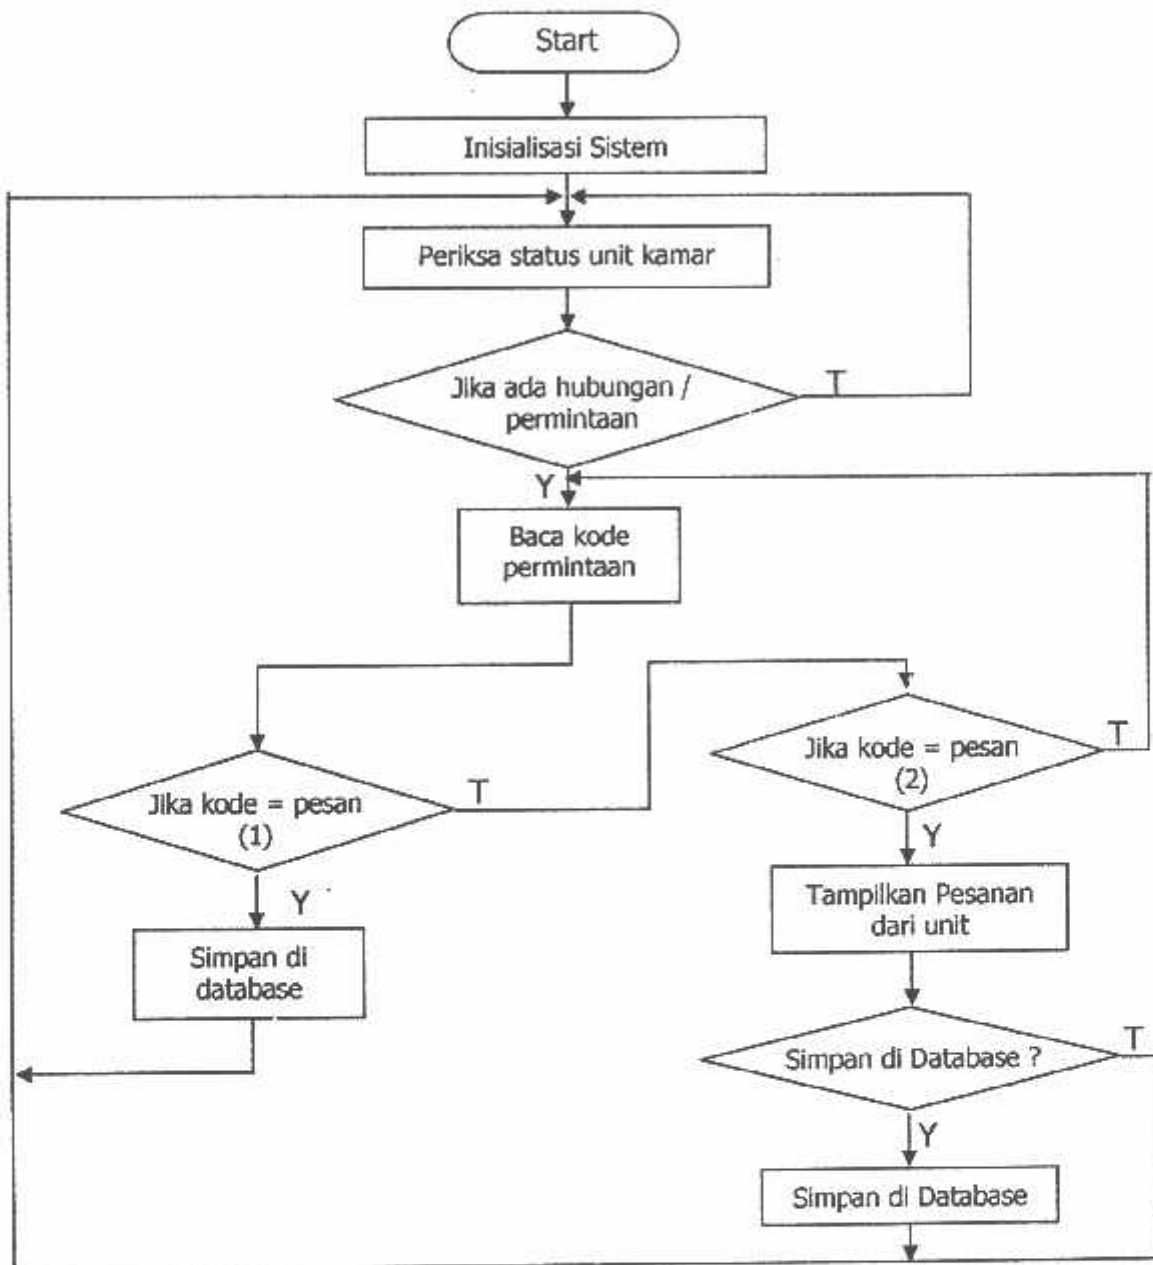 Start
Inisialisasi Sistem
Periksa status unit kamar
Jika ada hubungan /
permintaan
T
Y
Baca kode
permintaan
Jika kode = pesan
(2)
T
Jika kode = pesan
(1)
T
Y
Y
Tampilkan Pesanan
dari unit
Simpan di
database
Simpan di Database ?
T
Y
Simpan di Database